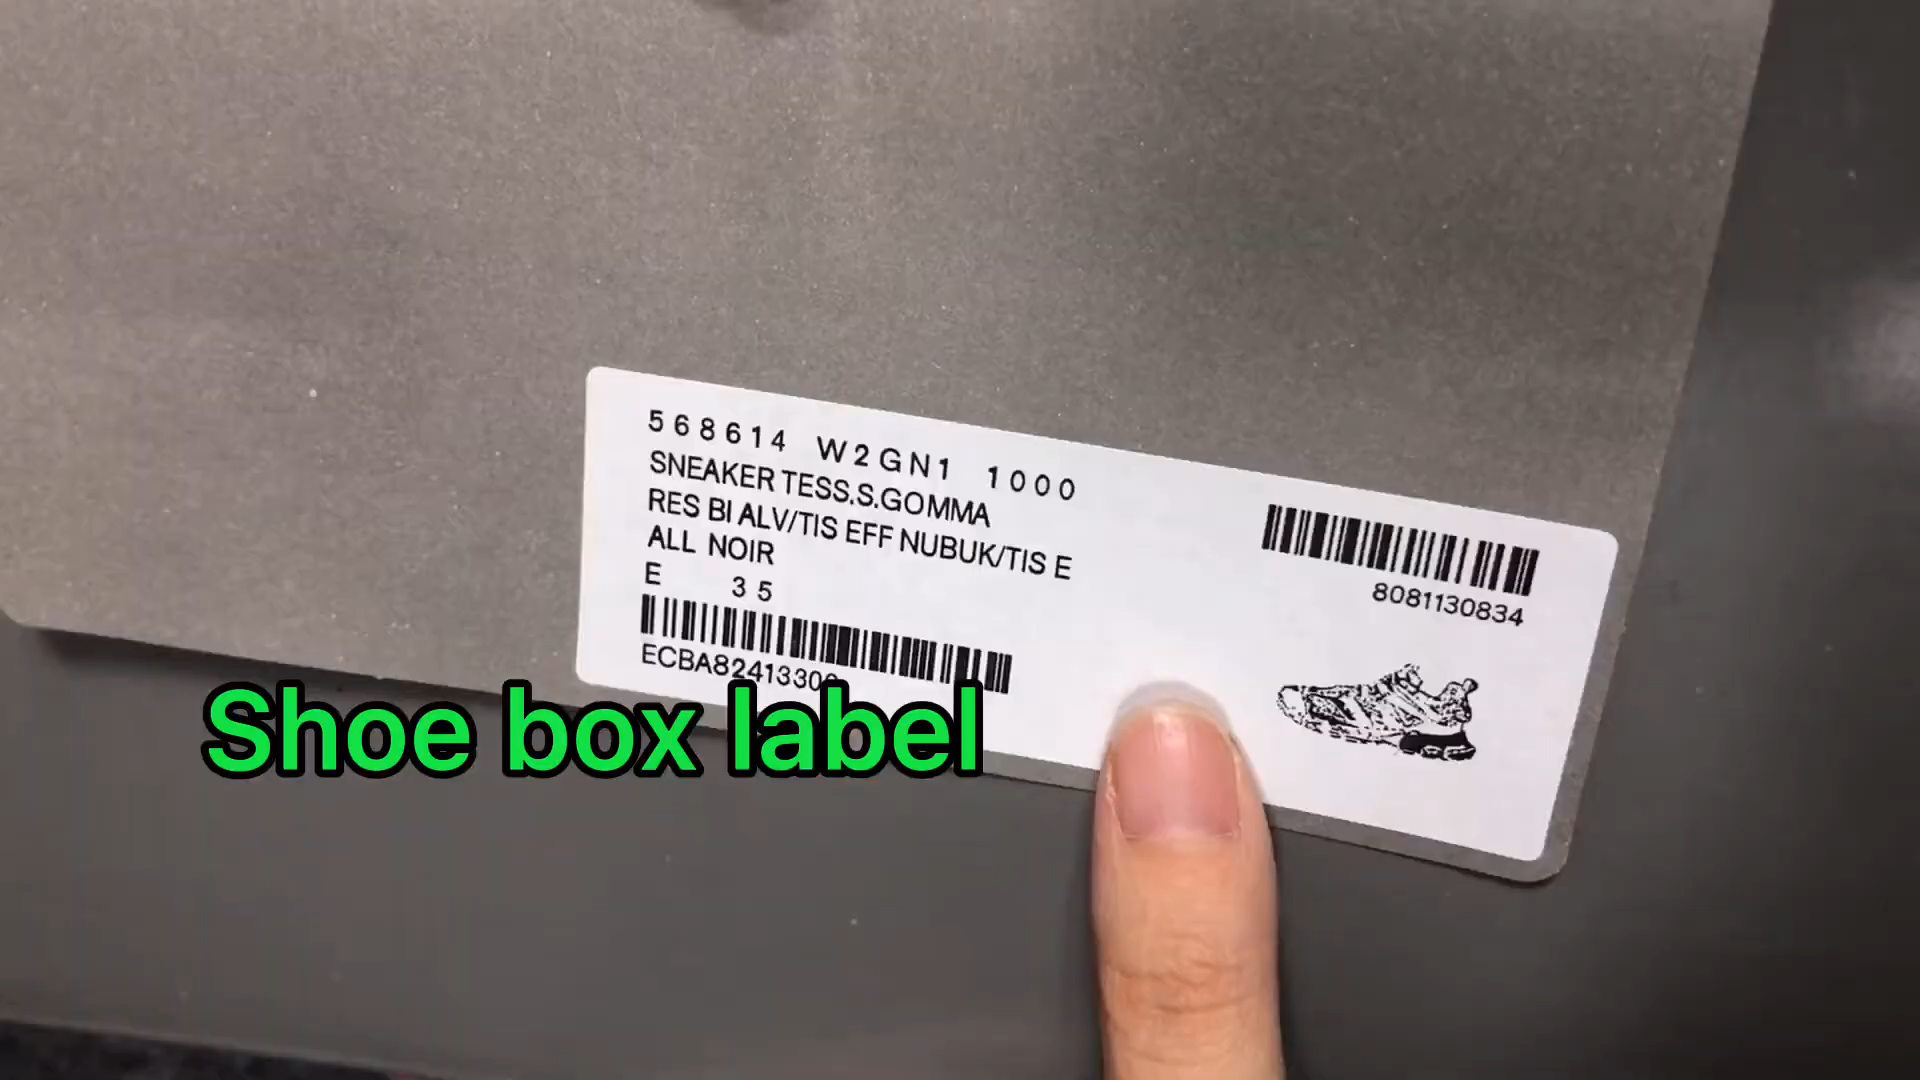 568614 W2GN1 1000
SNEAKER TESS.S.GOMMA
RES BI ALV/TIS EFF NUBUK/TIS E
ALL NOIR
E 35
8081130834
Shoe box label